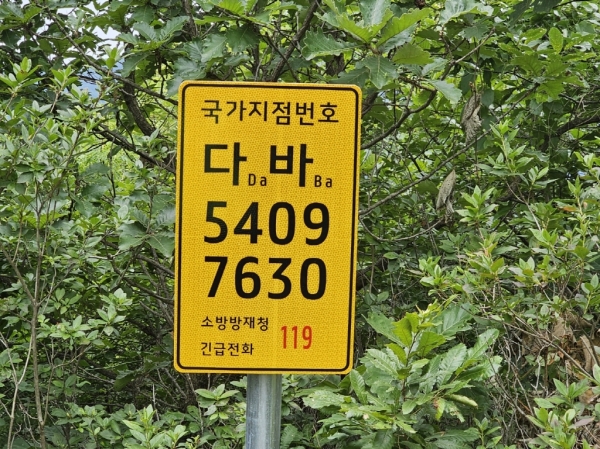 국가지점번호
다Da 바Ba
5409
7630
소방방재청
긴급전화 119